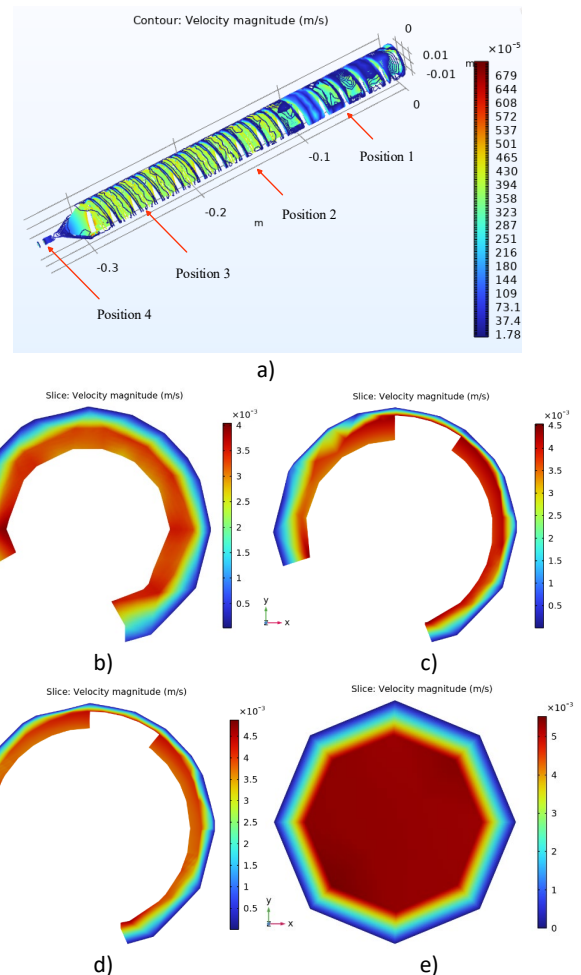 Contour: Velocity magnitude (m/s)
0
0.01
-0.01
m
0
×10⁻⁵
679
644
608
572
537
501
465
430
394
358
323
287
251
216
180
144
109
73.1
37.4
1.78
-0.1
-0.2
m
-0.3
Position 1
Position 2
Position 3
Position 4
a)
Slice: Velocity magnitude (m/s)
×10⁻³
4
3.5
3
2.5
2
1.5
1
0.5
b)
Slice: Velocity magnitude (m/s)
×10⁻³
4.5
4
3.5
3
2.5
2
1.5
1
0.5
y
z
x
c)
Slice: Velocity magnitude (m/s)
×10⁻³
4.5
4
3.5
3
2.5
2
1.5
1
0.5
d)
Slice: Velocity magnitude (m/s)
×10⁻³
5
4
3
2
1
0
y
z
x
e)